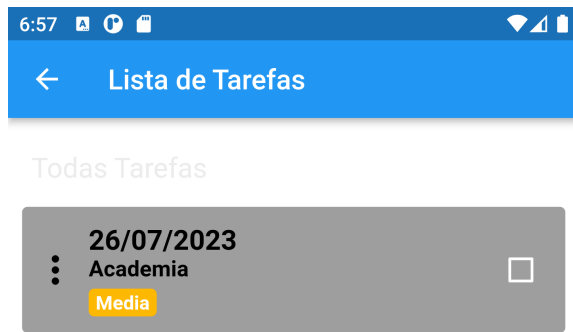 6:57
Lista de Tarefas
Todas Tarefas
26/07/2023
Academia
Media